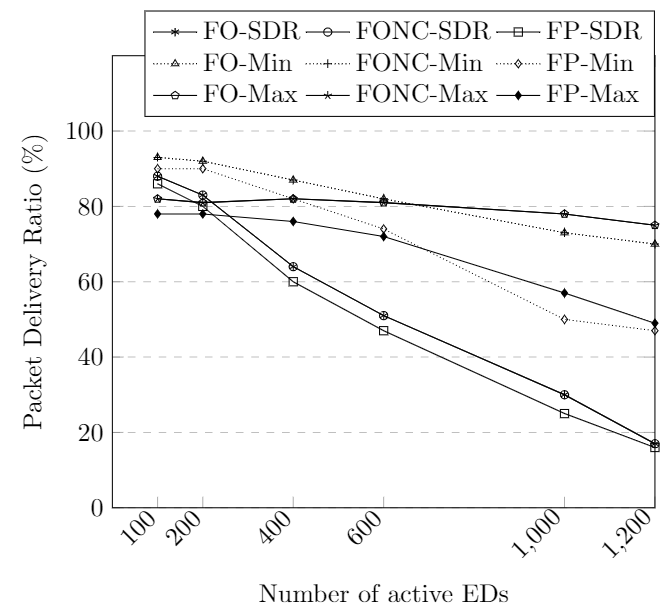 FO-SDR FONC-SDR FP-SDR
FO-Min FONC-Min FP-Min
FO-Max FONC-Max FP-Max
Packet Delivery Ratio (%)
100
80
60
40
20
0
100 200 400 600 1,000 1,200
Number of active EDs